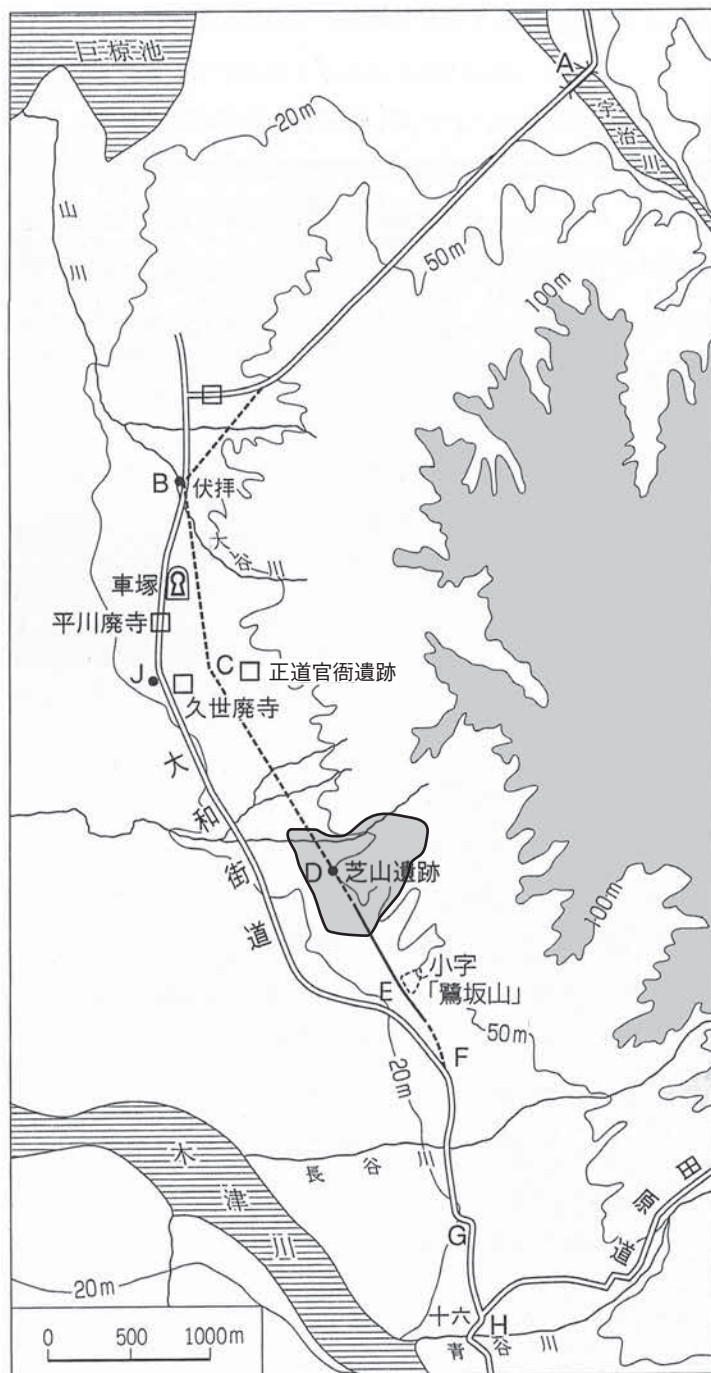 巨椋池
A
宇治川
20m
山川
50m
100m
B
伏拝
大谷川
車塚
平川廃寺
C
正道官衙遺跡
J
久世廃寺
大和街道
D
芝山遺跡
100m
小字
「鷺坂山」
E
50m
F
20m
木津川
長谷川
田原道
G
20m
十六
H
青谷川
0 500 1000m